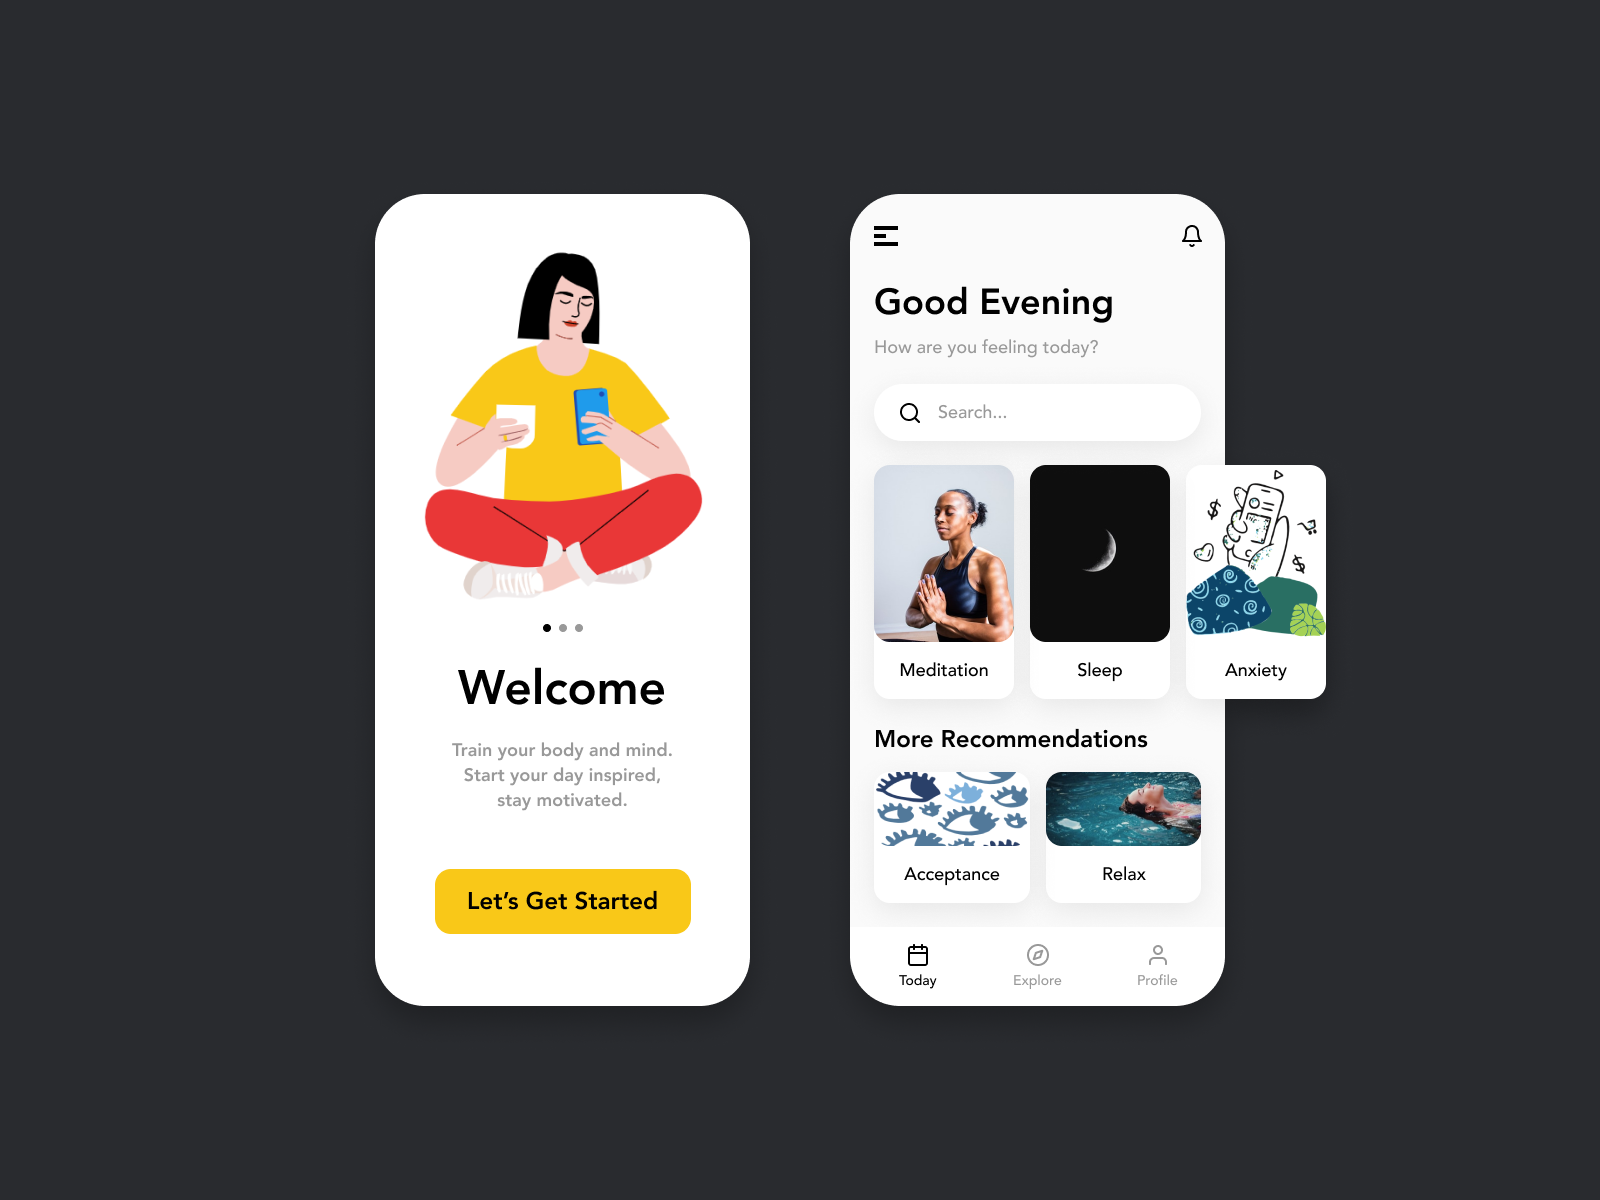 Welcome
Train your body and mind.
Start your day inspired,
stay motivated.
Let’s Get Started
Good Evening
How are you feeling today?
Search...
Meditation
Sleep
$
$
Anxiety
More Recommendations
Acceptance
Relax
Today
Explore
Profile